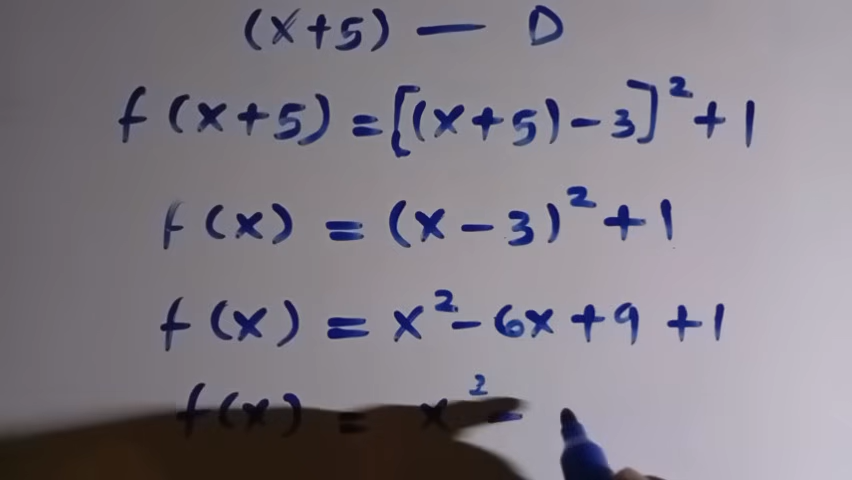 (x+5) — D
f(x+5) = [(x+5)-3]² + 1
f(x) = (x-3)² + 1
f(x) = x² - 6x + 9 + 1
f(x) = x² -